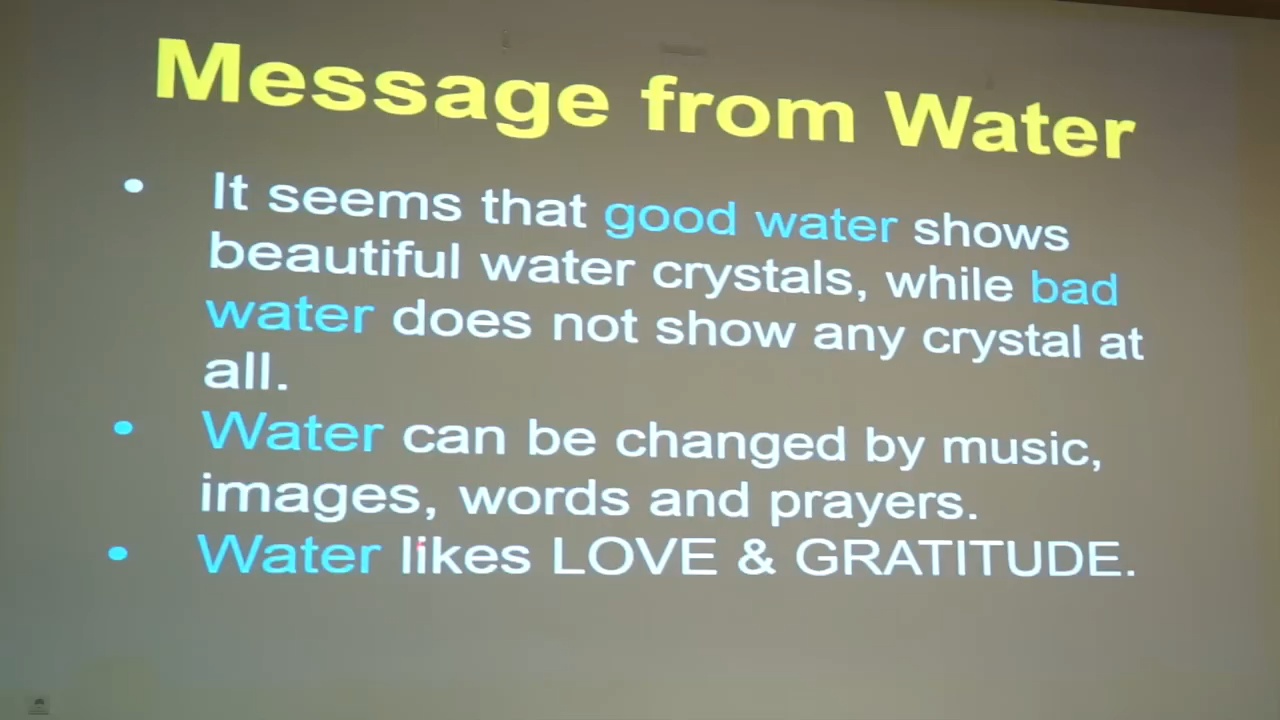 Message from Water
• It seems that good water shows
beautiful water crystals, while bad
water does not show any crystal at
all.
• Water can be changed by music,
images, words and prayers.
• Water likes LOVE & GRATITUDE.